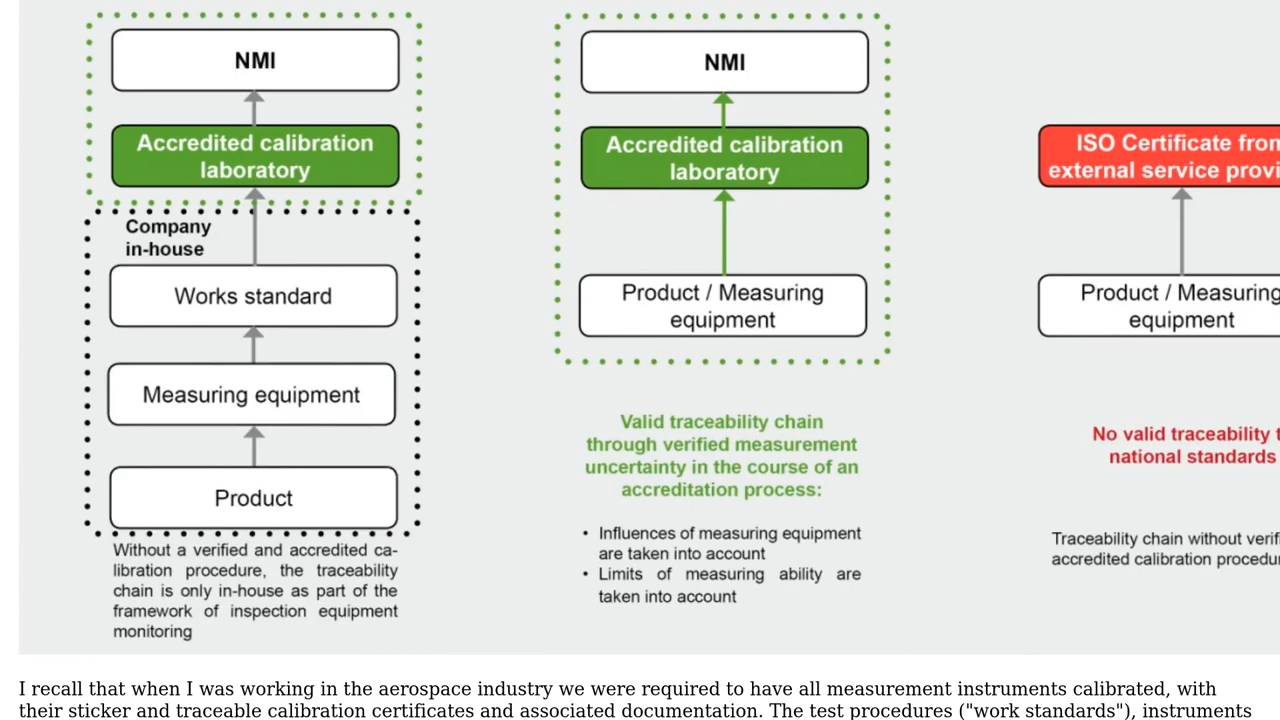 NMI
Accredited calibration
laboratory
Company
in-house
Works standard
Measuring equipment
Product
Without a verified and accredited ca-
libration procedure, the traceability
chain is only in-house as part of the
framework of inspection equipment
monitoring
NMI
Accredited calibration
laboratory
Product / Measuring
equipment
Valid traceability chain
through verified measurement
uncertainty in the course of an
accreditation process:
• Influences of measuring equipment
are taken into account
• Limits of measuring ability are
taken into account
ISO Certificate
external service
Product / Measuring
equipment
No valid traceability
national standards
Traceability chain without
accredited calibration
I recall that when I was working in the aerospace industry we were required to have all measurement instruments calibrated, with
their sticker and traceable calibration certificates and associated documentation. The test procedures ("work standards"), instruments